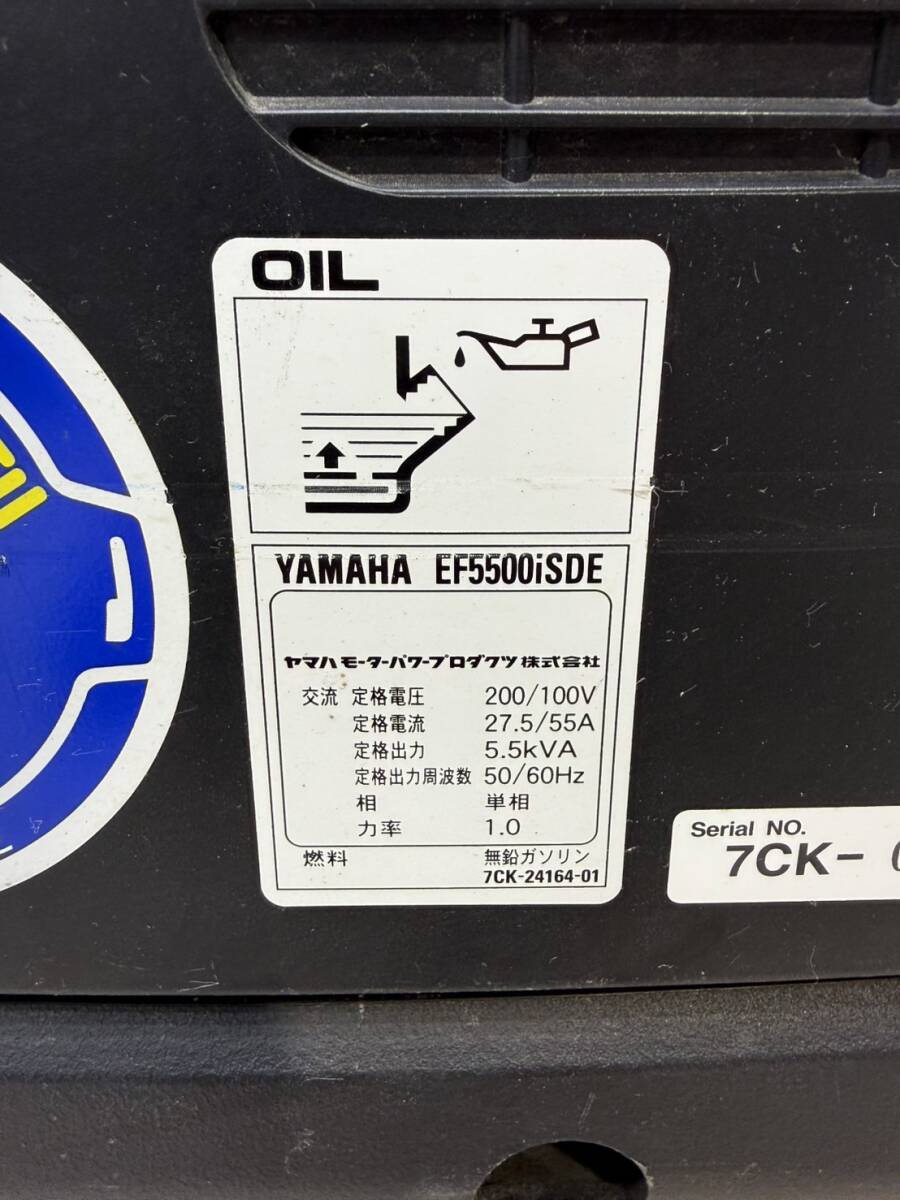 OIL
YAMAHA EF5500iSDE
ヤマハモーターパワープロダクツ株式会社
交流 定格電圧 200/100V
定格電流 27.5/55A
定格出力 5.5kVA
定格出力周波数 50/60Hz
相 単相
力率 1.0
燃料 無鉛ガソリン
7CK-24164-01
Serial NO.
7CK-